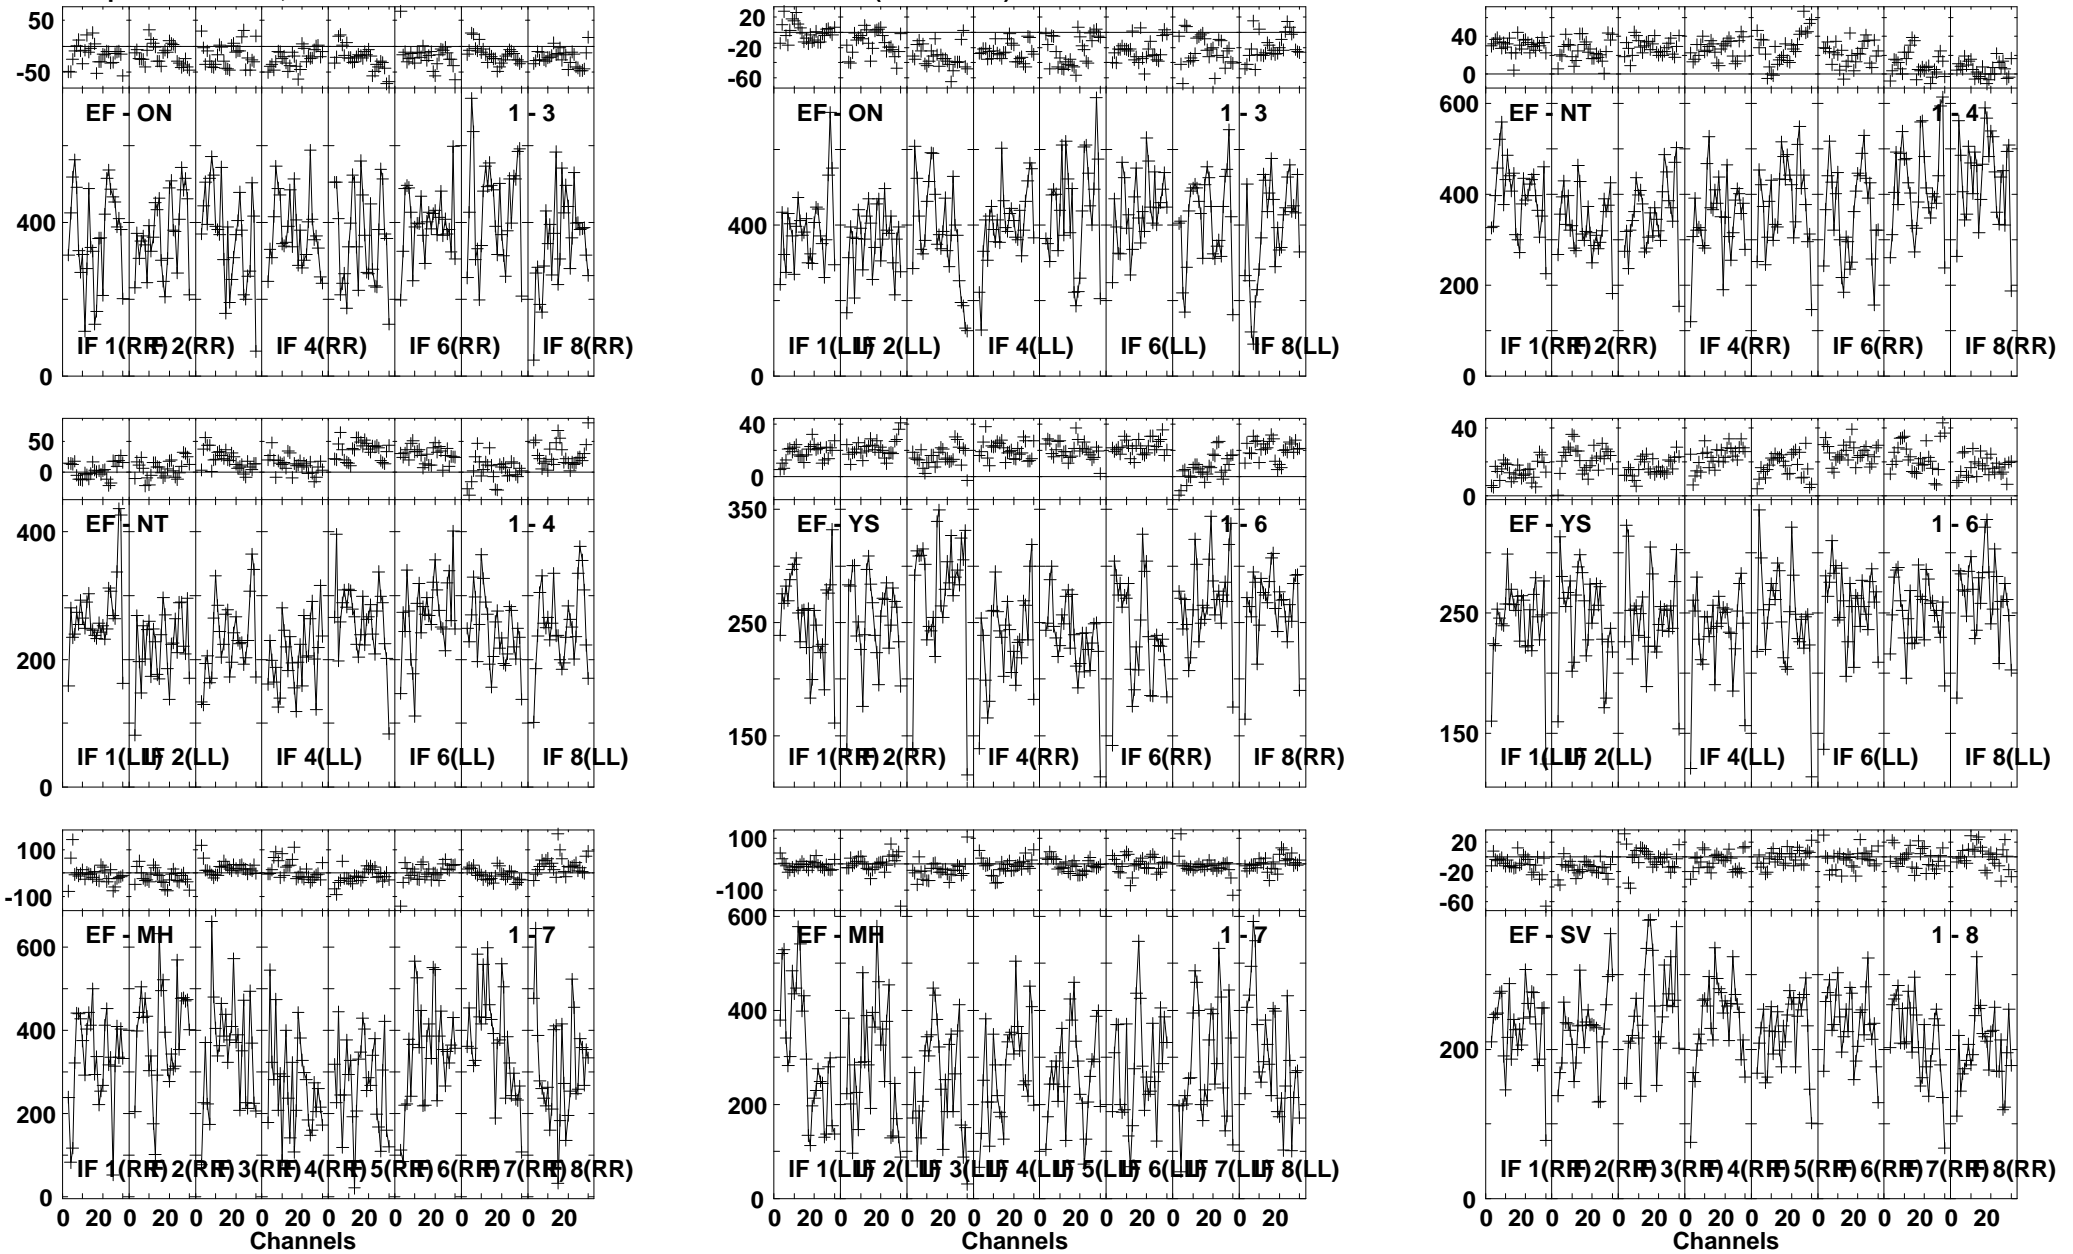 50
-50
EF - ON 1 - 3
400
0
IF 1(RR) IF 2(RR) IF 4(RR) IF 6(RR) IF 8(RR)
20
-20
-60
EF - ON 1 - 3
400
0
IF 1(LL) IF 2(LL) IF 4(LL) IF 6(LL) IF 8(LL)
40
0
EF - NT 1 - 4
600
400
200
0
IF 1(RR) IF 2(RR) IF 4(RR) IF 6(RR) IF 8(RR)
50
0
EF - NT 1 - 4
400
200
0
IF 1(LL) IF 2(LL) IF 4(LL) IF 6(LL) IF 8(LL)
40
20
0
EF - YS 1 - 6
350
250
150
IF 1(RR) IF 2(RR) IF 4(RR) IF 6(RR) IF 8(RR)
40
20
0
EF - YS 1 - 6
250
150
IF 1(LL) IF 2(LL) IF 4(LL) IF 6(LL) IF 8(LL)
100
-100
EF - MH 1 - 7
600
400
200
0
IF 1(RR) IF 2(RR) IF 3(RR) IF 4(RR) IF 5(RR) IF 6(RR) IF 7(RR) IF 8(RR)
0 20 0 20 0 20 0 20 0 20 0 20 0 20 0 20
Channels
100
-100
EF - MH 1 - 7
600
400
200
0
IF 1(LL) IF 2(LL) IF 3(LL) IF 4(LL) IF 5(LL) IF 6(LL) IF 7(LL) IF 8(LL)
0 20 0 20 0 20 0 20 0 20 0 20 0 20 0 20
Channels
20
-20
-60
EF - SV 1 - 8
200
0
IF 1(RR) IF 2(RR) IF 3(RR) IF 4(RR) IF 5(RR) IF 6(RR) IF 7(RR) IF 8(RR)
0 20 0 20 0 20 0 20 0 20 0 20 0 20 0 20
Channels